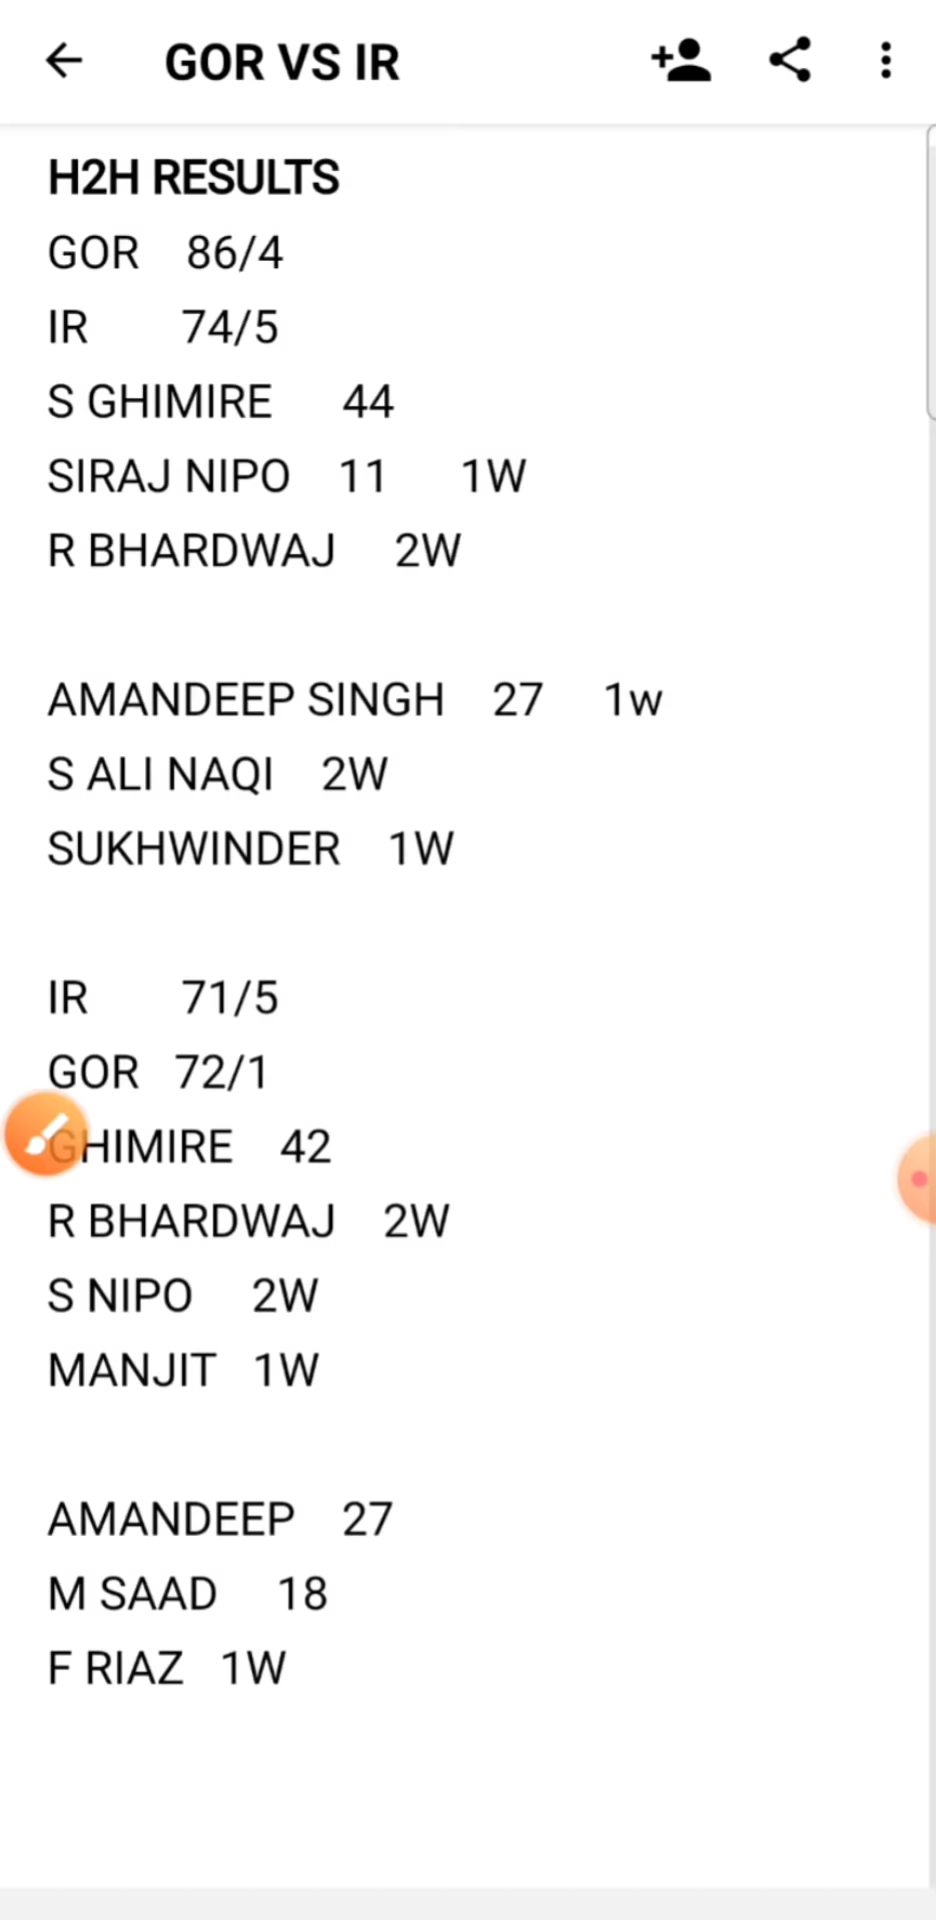 GOR VS IR
H2H RESULTS
GOR 86/4
IR 74/5
S GHIMIRE 44
SIRAJ NIPO 11 1W
R BHARDWAJ 2W
AMANDEEP SINGH 27 1w
S ALI NAQI 2W
SUKHWINDER 1W
IR 71/5
GOR 72/1
GHIMIRE 42
R BHARDWAJ 2W
S NIPO 2W
MANJIT 1W
AMANDEEP 27
M SAAD 18
F RIAZ 1W